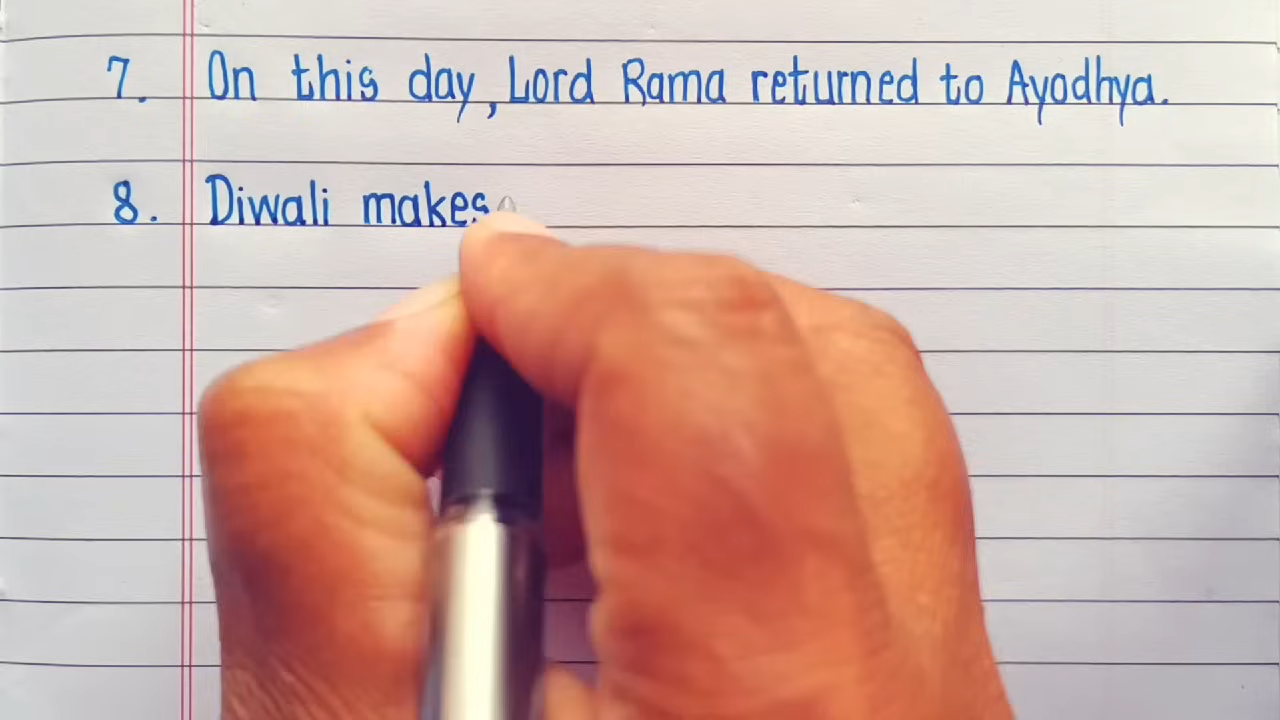 7. On this day, Lord Rama returned to Ayodhya.
8. Diwali makes